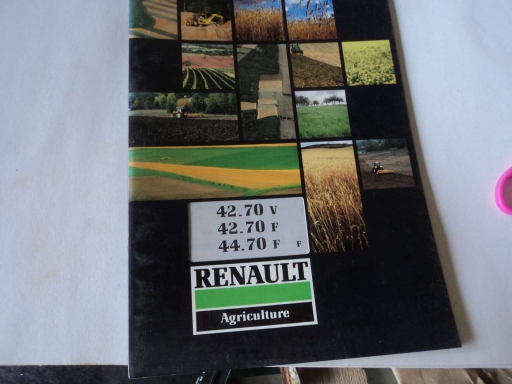 42.70 V
42.70 F
44.70 F F
RENAULT
Agriculture